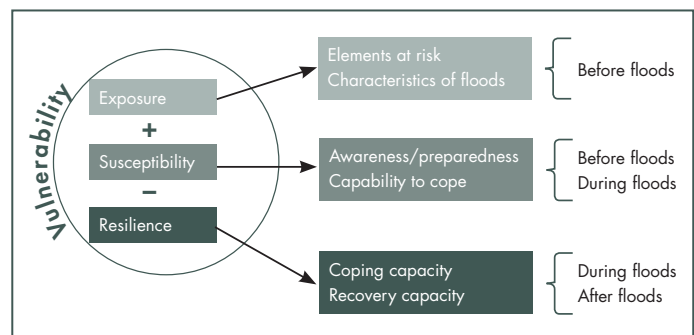 Vulnerability
Exposure
+
Susceptibility
–
Resilience
Elements at risk
Characteristics of floods
Before floods
Awareness/preparedness
Capability to cope
Before floods
During floods
Coping capacity
Recovery capacity
During floods
After floods